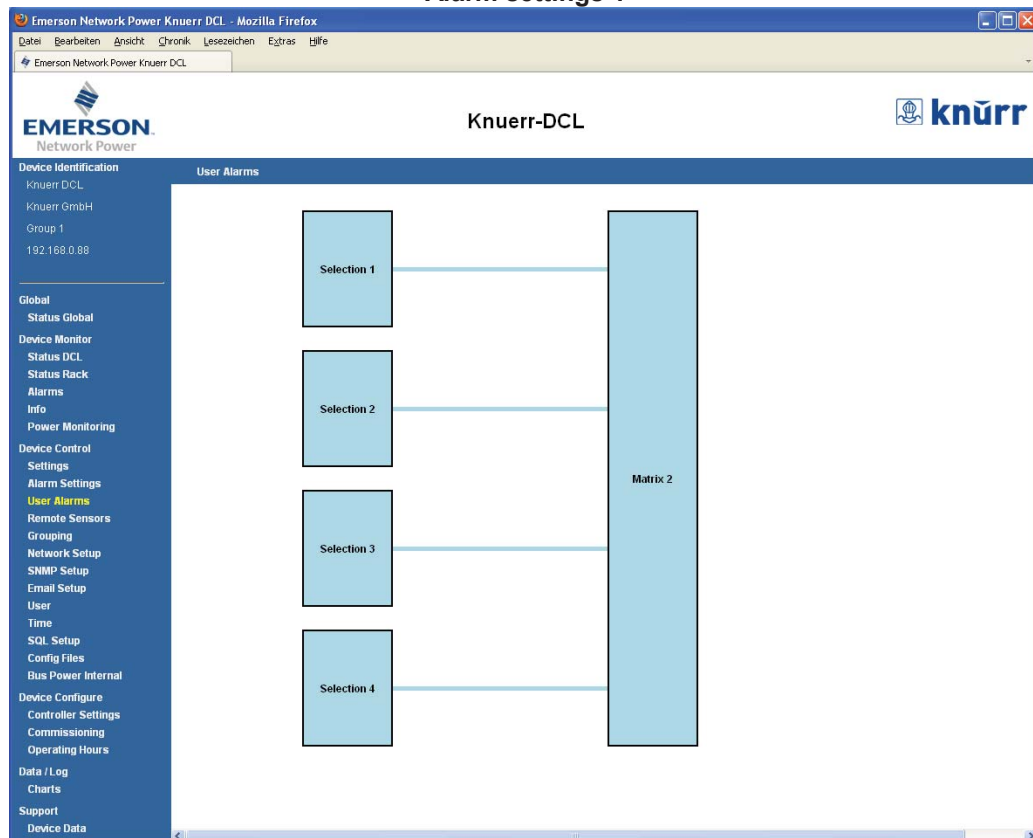 Emerson Network Power Knuerr DCL - Mozilla Firefox
Datei Bearbeiten Ansicht Chronik Lesezeichen Extras Hilfe
Emerson Network Power Knuerr DCL
EMERSON.
Network Power
Knuerr-DCL
knürr
Device Identification
Knuerr DCL
Knuerr GmbH
Group 1
192.168.0.88
Global
Status Global
Device Monitor
Status DCL
Status Rack
Alarms
Info
Power Monitoring
Device Control
Settings
Alarm Settings
User Alarms
Remote Sensors
Grouping
Network Setup
SNMP Setup
Email Setup
User
Time
SQL Setup
Config Files
Bus Power Internal
Device Configure
Controller Settings
Commissioning
Operating Hours
Data / Log
Charts
Support
Device Data
User Alarms
Selection 1
Selection 2
Selection 3
Selection 4
Matrix 2